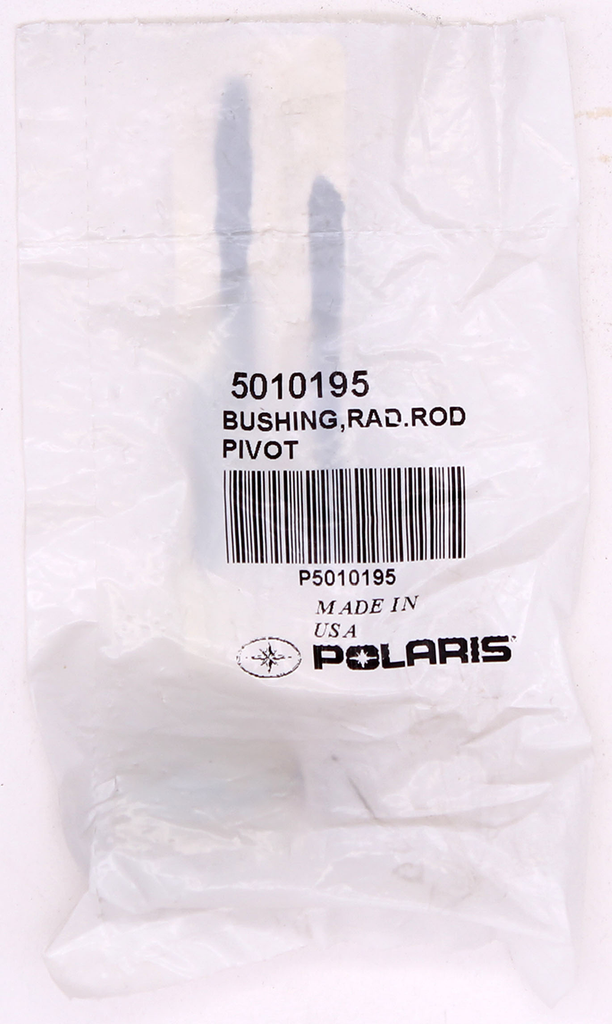 5010195
BUSHING,RAD.ROD
PIVOT
P5010195
MADE IN
USA
POLARIS